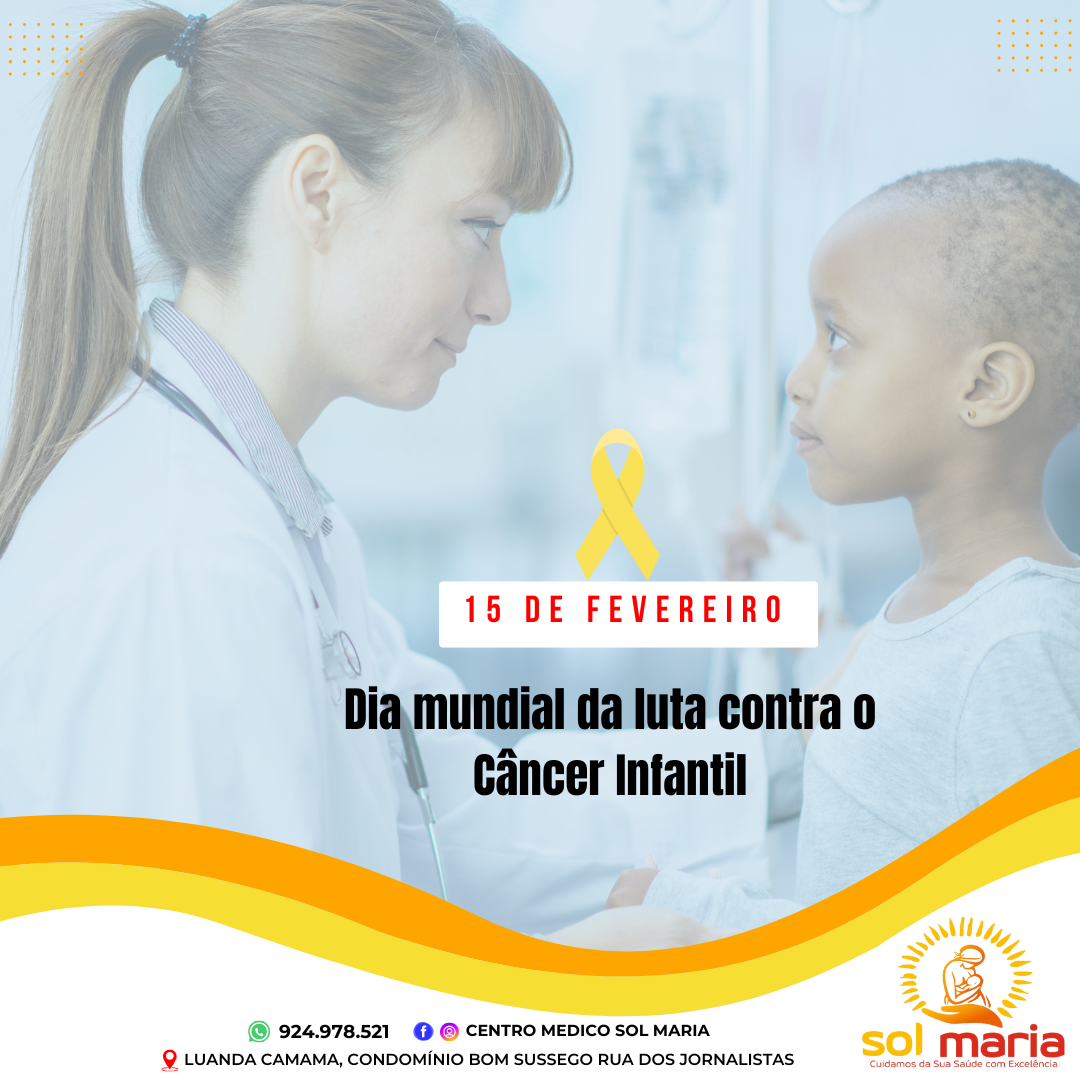 15 DE FEVEREIRO
Dia mundial da luta contra o
Câncer Infantil
924.978.521 CENTRO MEDICO SOL MARIA
LUANDA CAMAMA, CONDOMÍNIO BOM SUSSEGO RUA DOS JORNALISTAS
sol maria
Cuidamos da Sua Saúde com Excelência